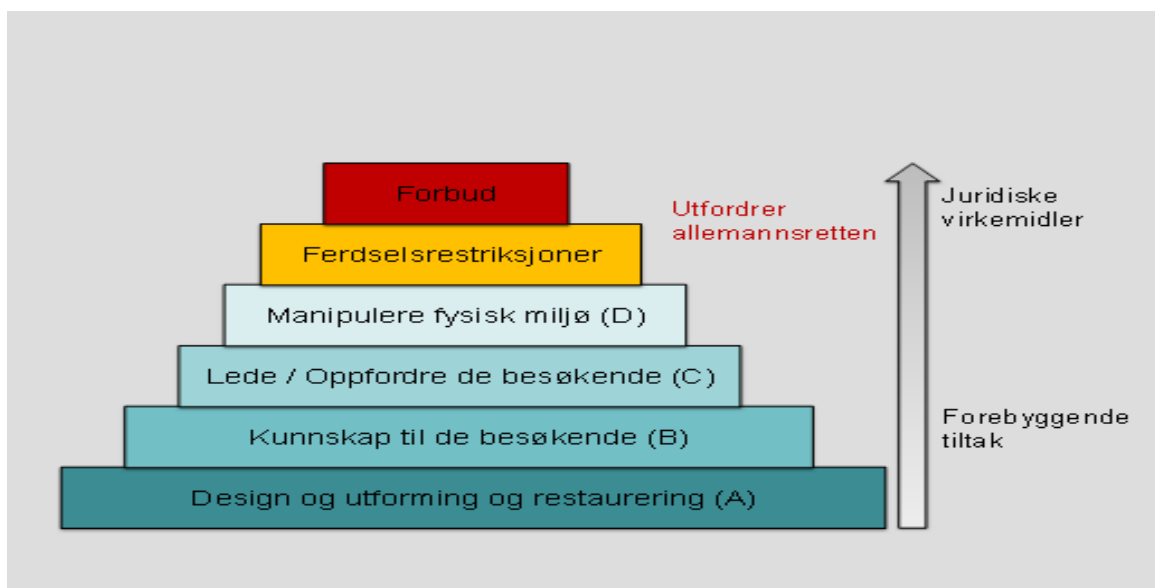 Forbud
Utfordrer
allemannsretten
Juridiske
virkemidler
Ferdselsrestriksjoner
Manipulere fysisk miljø (D)
Lede / Oppfordre de besøkende (C)
Kunnskap til de besøkende (B)
Forebyggende
tiltak
Design og utforming og restaurering (A)